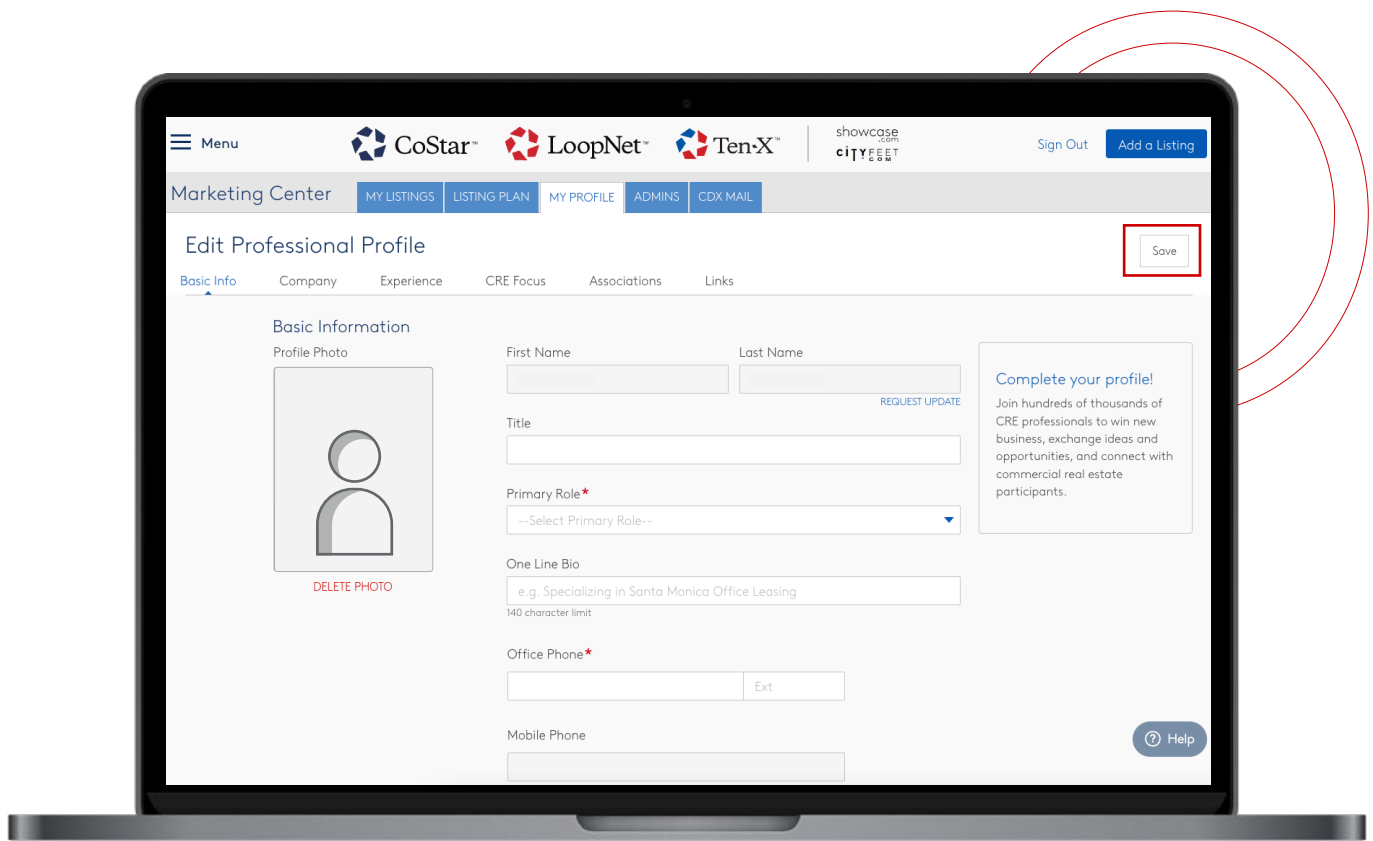 Menu
CoStar™
LoopNet™
Ten-X™
showcase
.com
CITYFEET
.COM
Sign Out
Add a Listing
Marketing Center
MY LISTINGS
LISTING PLAN
MY PROFILE
ADMINS
CDX MAIL
Edit Professional Profile
Save
Basic Info
Company
Experience
CRE Focus
Associations
Links
Basic Information
Profile Photo
DELETE PHOTO
First Name
Last Name
REQUEST UPDATE
Title
Primary Role*
--Select Primary Role--
One Line Bio
e.g. Specializing in Santa Monica Office Leasing
140 character limit
Office Phone*
Ext
Mobile Phone
Complete your profile!
Join hundreds of thousands of
CRE professionals to win new
business, exchange ideas and
opportunities, and connect with
commercial real estate
participants.
Help